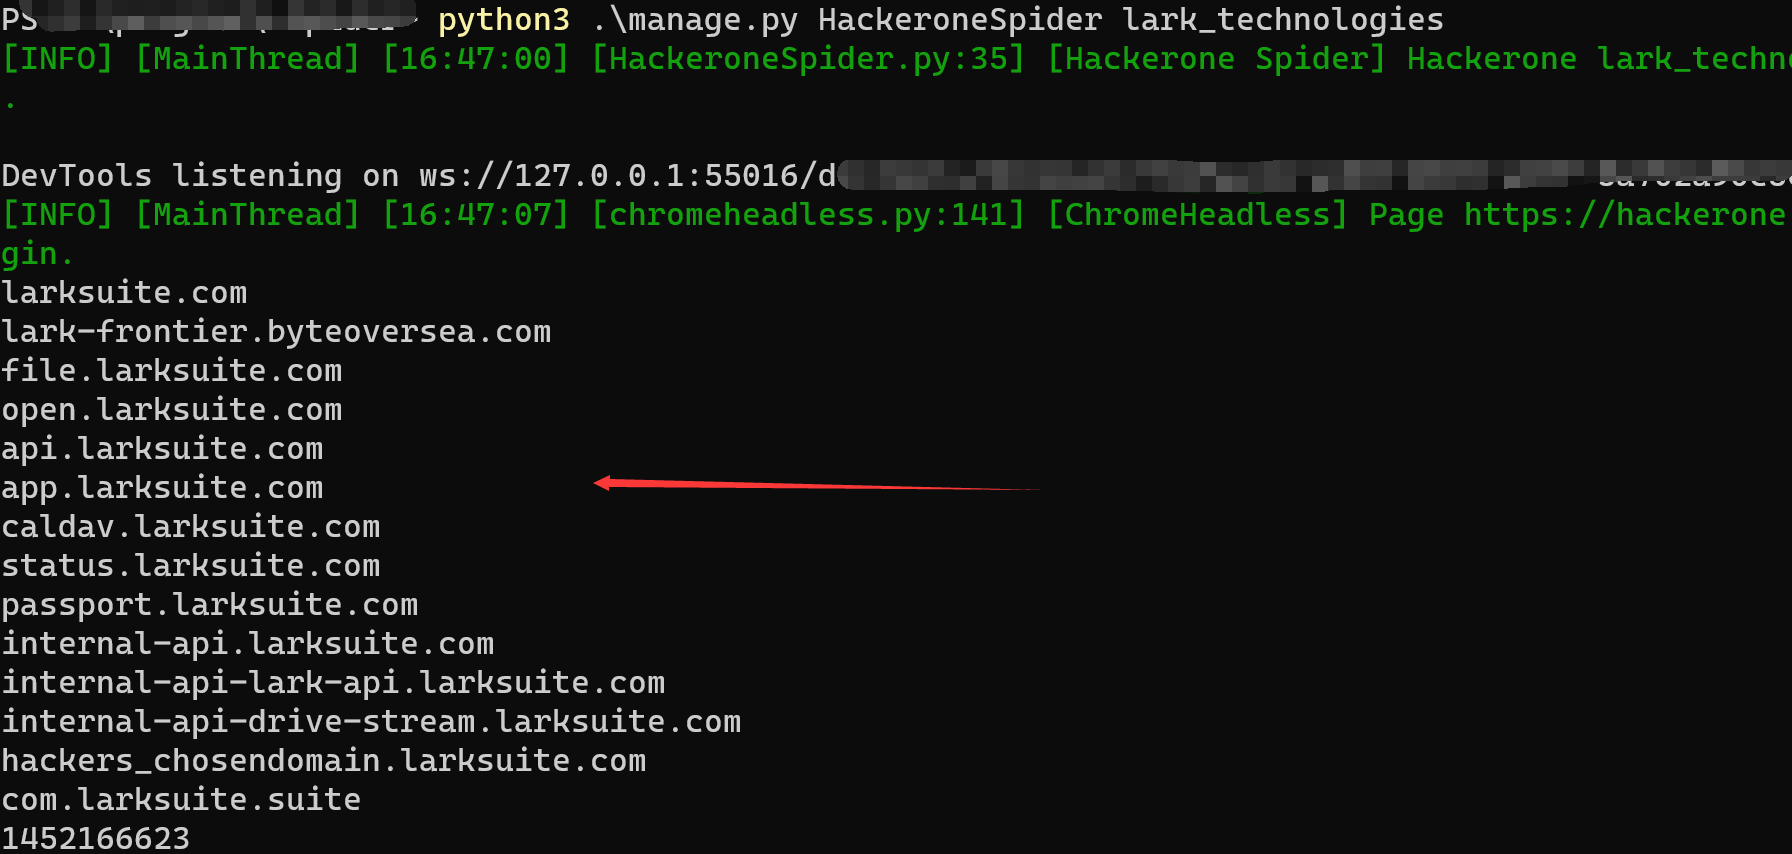 PS python3 .\manage.py HackeroneSpider lark_technologies
[INFO] [MainThread] [16:47:00] [HackeroneSpider.py:35] [Hackerone Spider] Hackerone lark_techno
.
DevTools listening on ws://127.0.0.1:55016/d
[INFO] [MainThread] [16:47:07] [chromeheadless.py:141] [ChromeHeadless] Page https://hackerone
gin.
larksuite.com
lark-frontier.byteoversea.com
file.larksuite.com
open.larksuite.com
api.larksuite.com
app.larksuite.com
caldav.larksuite.com
status.larksuite.com
passport.larksuite.com
internal-api.larksuite.com
internal-api-lark-api.larksuite.com
internal-api-drive-stream.larksuite.com
hackers_chosendomain.larksuite.com
com.larksuite.suite
1452166623